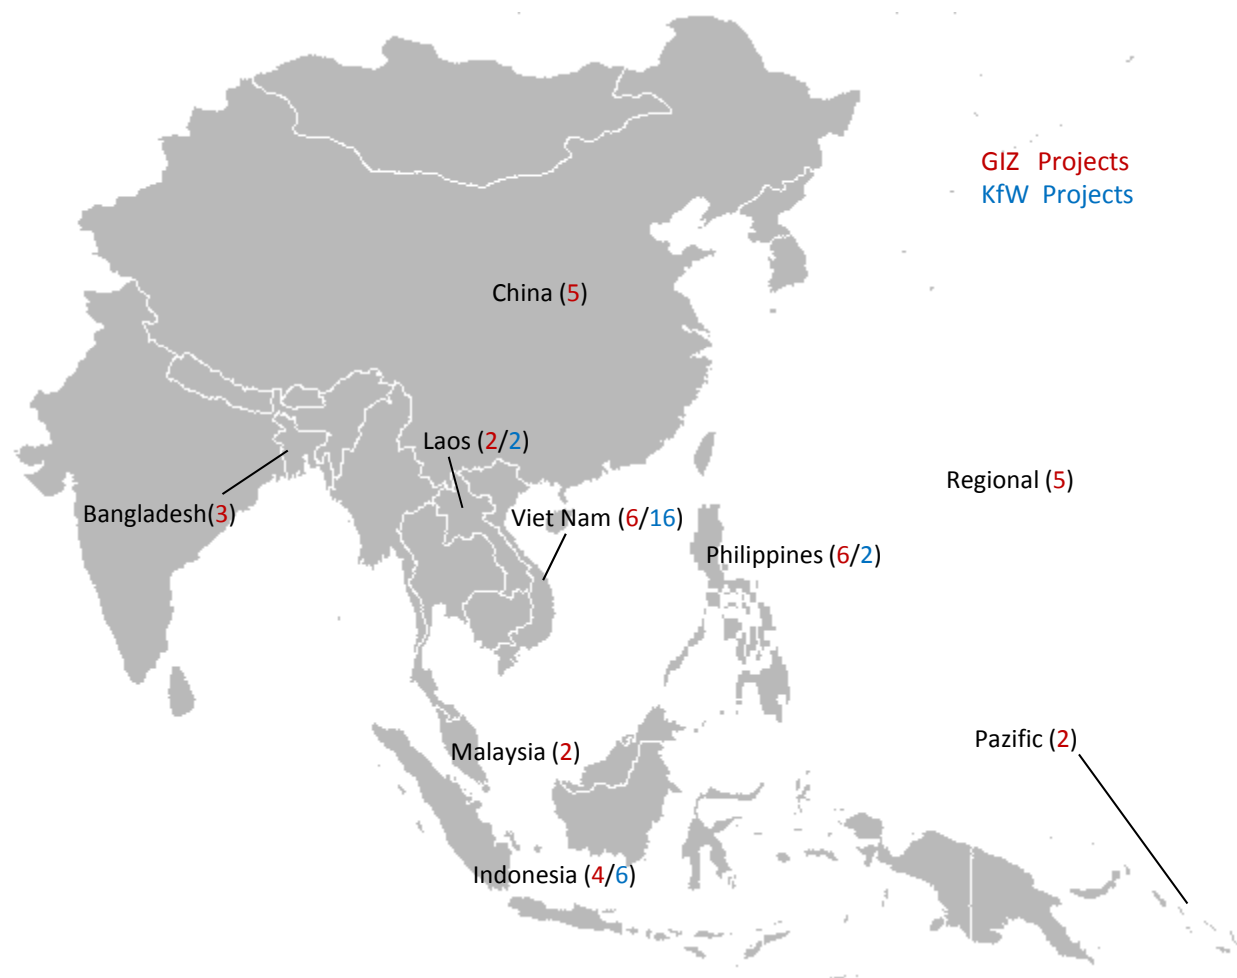 GIZ Projects
KfW Projects
China (5)
Laos (2/2)
Regional (5)
Bangladesh(3)
Viet Nam (6/16)
Philippines (6/2)
Pazific (2)
Malaysia (2)
Indonesia (4/6)